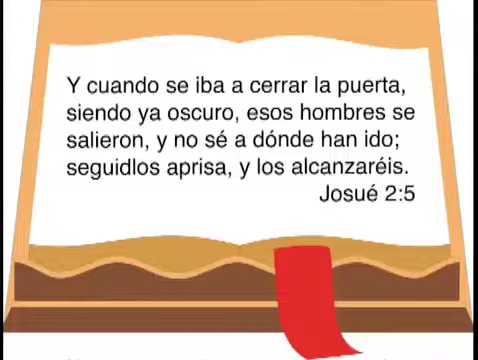 Y cuando se iba a cerrar la puerta,
siendo ya oscuro, esos hombres se
salieron, y no sé a dónde han ido;
seguidlos aprisa, y los alcanzaréis.
Josué 2:5